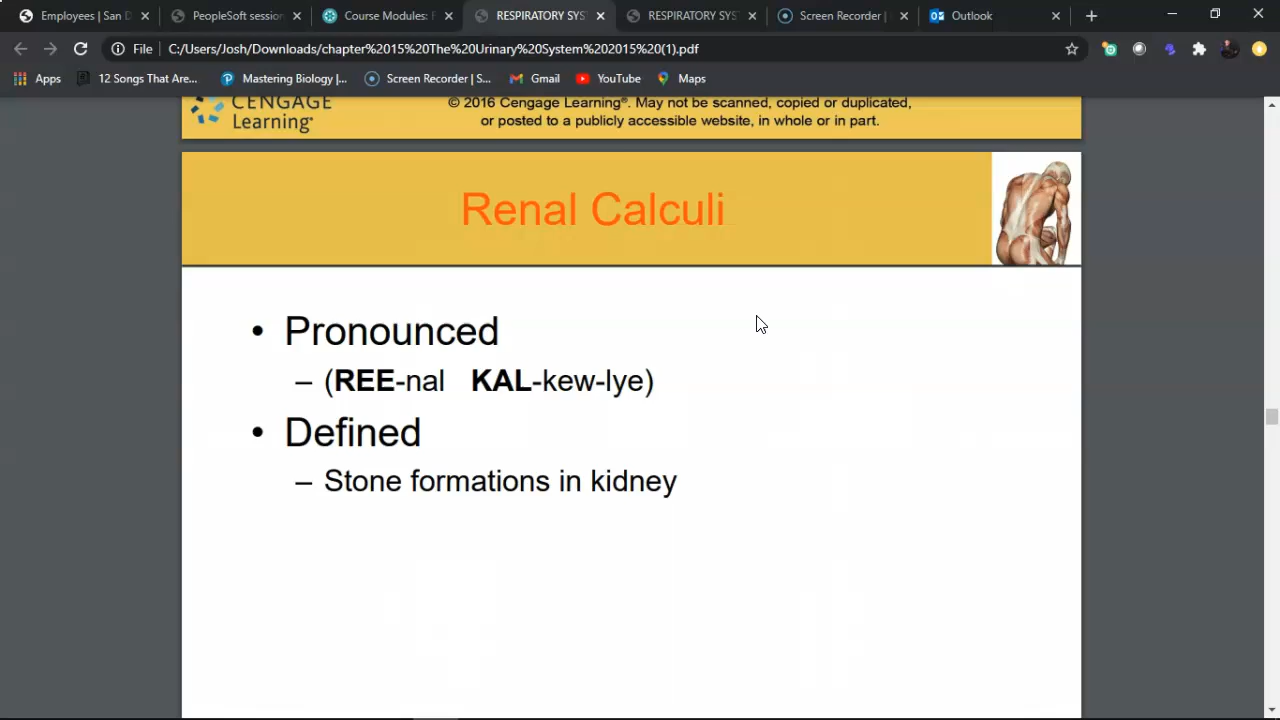 Employees | San D
PeopleSoft session
Course Modules: F
RESPIRATORY SYS
RESPIRATORY SYS
Screen Recorder |
Outlook
File
C:/Users/Josh/Downloads/chapter%2015%20The%20Urinary%20System%202015%20(1).pdf
Apps
12 Songs That Are...
Mastering Biology |...
Screen Recorder | S...
Gmail
YouTube
Maps
CENGAGE
Learning®
© 2016 Cengage Learning®. May not be scanned, copied or duplicated,
or posted to a publicly accessible website, in whole or in part.
Renal Calculi
• Pronounced
– (REE-nal KAL-kew-lye)
• Defined
– Stone formations in kidney